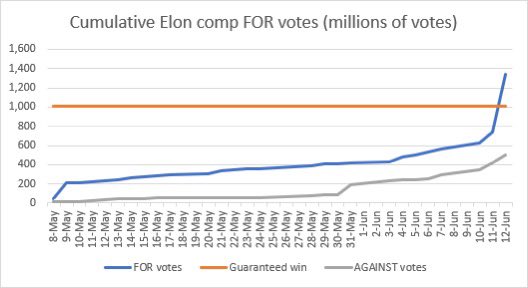 Cumulative Elon comp FOR votes (millions of votes)
1,600
1,400
1,200
1,000
800
600
400
200
0
8-May
9-May
10-May
11-May
12-May
13-May
14-May
15-May
16-May
17-May
18-May
19-May
20-May
21-May
22-May
23-May
24-May
25-May
26-May
27-May
28-May
29-May
30-May
31-May
1-Jun
2-Jun
3-Jun
4-Jun
5-Jun
6-Jun
7-Jun
8-Jun
9-Jun
10-Jun
11-Jun
12-Jun
FOR votes Guaranteed win AGAINST votes